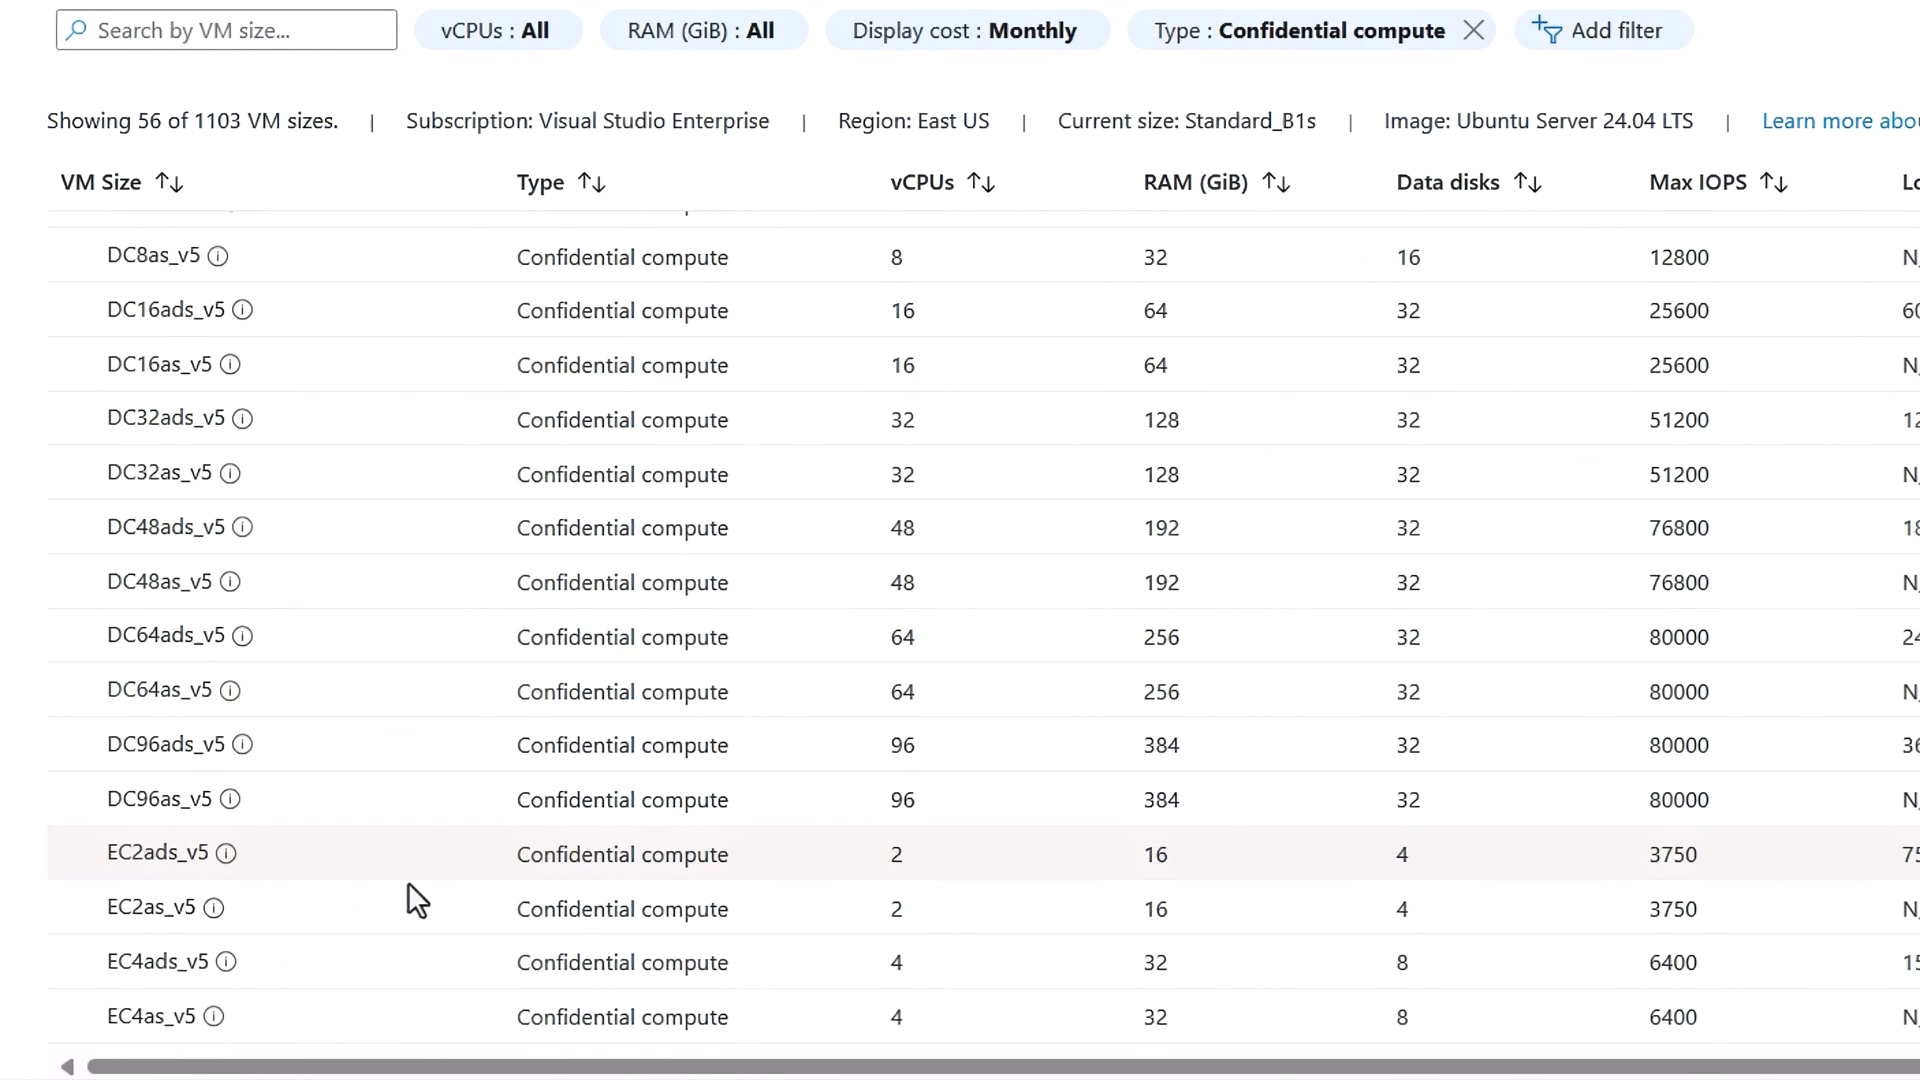 Search by VM size... vCPUs : All RAM (GiB) : All Display cost : Monthly Type : Confidential compute Add filter
Showing 56 of 1103 VM sizes. | Subscription: Visual Studio Enterprise | Region: East US | Current size: Standard_B1s | Image: Ubuntu Server 24.04 LTS | Learn more
VM Size Type vCPUs RAM (GiB) Data disks Max IOPS
DC8as_v5 Confidential compute 8 32 16 12800
DC16ads_v5 Confidential compute 16 64 32 25600
DC16as_v5 Confidential compute 16 64 32 25600
DC32ads_v5 Confidential compute 32 128 32 51200
DC32as_v5 Confidential compute 32 128 32 51200
DC48ads_v5 Confidential compute 48 192 32 76800
DC48as_v5 Confidential compute 48 192 32 76800
DC64ads_v5 Confidential compute 64 256 32 80000
DC64as_v5 Confidential compute 64 256 32 80000
DC96ads_v5 Confidential compute 96 384 32 80000
DC96as_v5 Confidential compute 96 384 32 80000
EC2ads_v5 Confidential compute 2 16 4 3750
EC2as_v5 Confidential compute 2 16 4 3750
EC4ads_v5 Confidential compute 4 32 8 6400
EC4as_v5 Confidential compute 4 32 8 6400